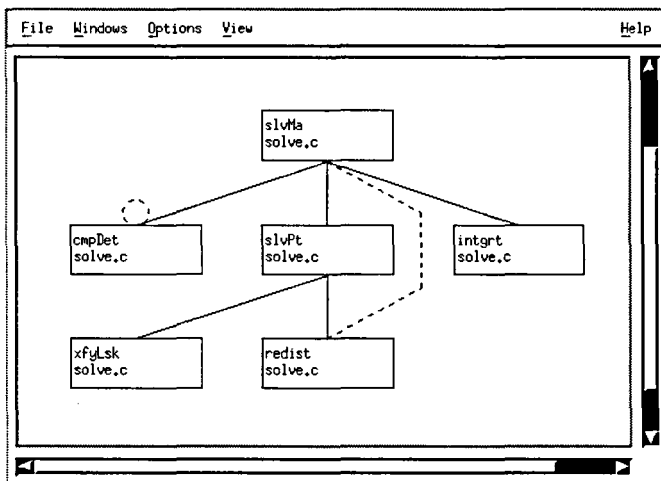 File Windows Options View Help
slvMa
solve.c
cmpDet
solve.c
slvPt
solve.c
intgrt
solve.c
xfyLsk
solve.c
redist
solve.c